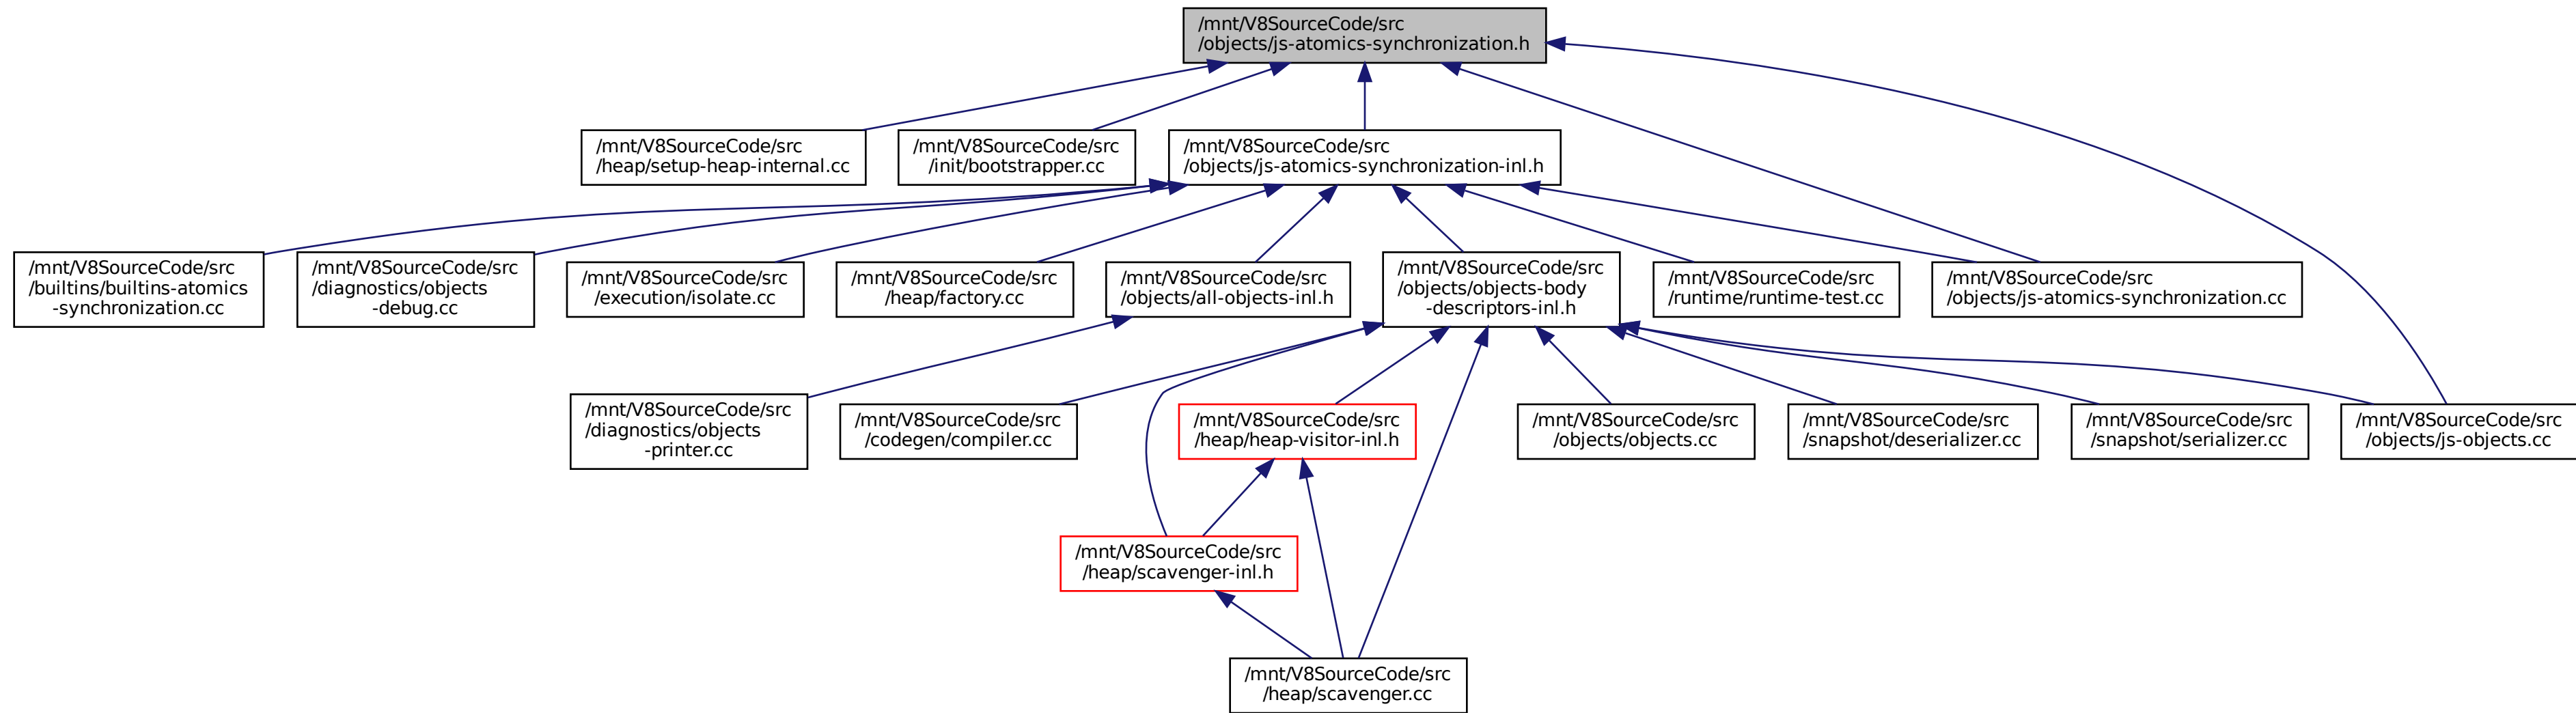 /mnt/V8SourceCode/src
/objects/js-atomics-synchronization.h
/mnt/V8SourceCode/src
/heap/setup-heap-internal.cc
/mnt/V8SourceCode/src
/init/bootstrapper.cc
/mnt/V8SourceCode/src
/objects/js-atomics-synchronization-inl.h
/mnt/V8SourceCode/src
/builtins/builtins-atomics
-synchronization.cc
/mnt/V8SourceCode/src
/diagnostics/objects
-debug.cc
/mnt/V8SourceCode/src
/execution/isolate.cc
/mnt/V8SourceCode/src
/heap/factory.cc
/mnt/V8SourceCode/src
/objects/all-objects-inl.h
/mnt/V8SourceCode/src
/objects/objects-body
-descriptors-inl.h
/mnt/V8SourceCode/src
/runtime/runtime-test.cc
/mnt/V8SourceCode/src
/objects/js-atomics-synchronization.cc
/mnt/V8SourceCode/src
/diagnostics/objects
-printer.cc
/mnt/V8SourceCode/src
/codegen/compiler.cc
/mnt/V8SourceCode/src
/heap/heap-visitor-inl.h
/mnt/V8SourceCode/src
/objects/objects.cc
/mnt/V8SourceCode/src
/snapshot/deserializer.cc
/mnt/V8SourceCode/src
/snapshot/serializer.cc
/mnt/V8SourceCode/src
/objects/js-objects.cc
/mnt/V8SourceCode/src
/heap/scavenger-inl.h
/mnt/V8SourceCode/src
/heap/scavenger.cc